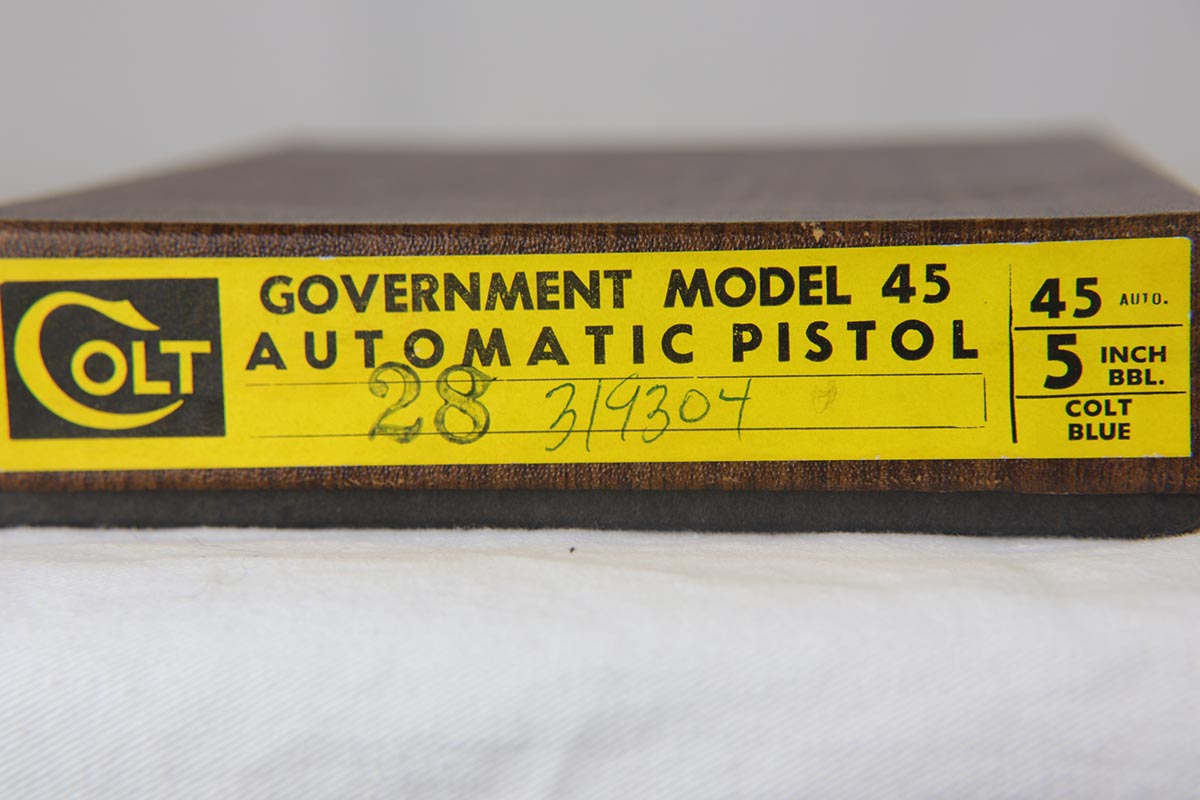 COLT
GOVERNMENT MODEL 45
AUTOMATIC PISTOL
28 319304
45 AUTO.
5 INCH
BBL.
COLT
BLUE